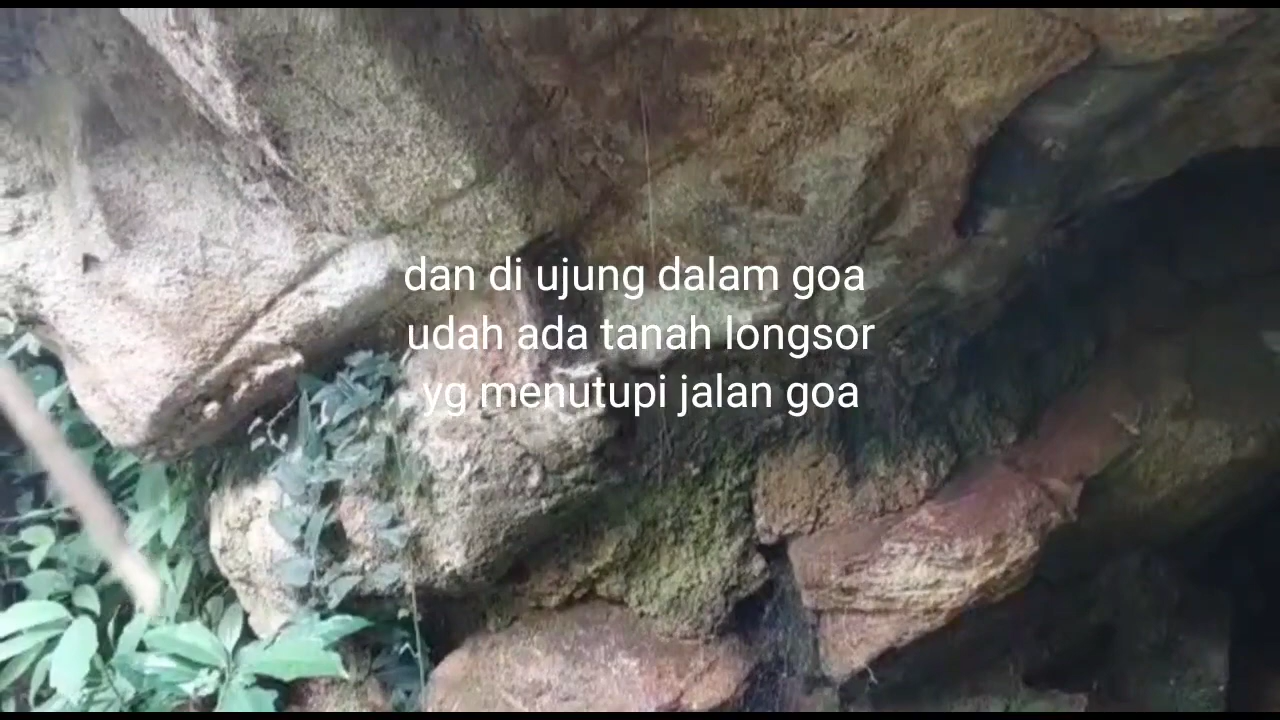 dan di ujung dalam goa
udah ada tanah longsor
yg menutupi jalan goa